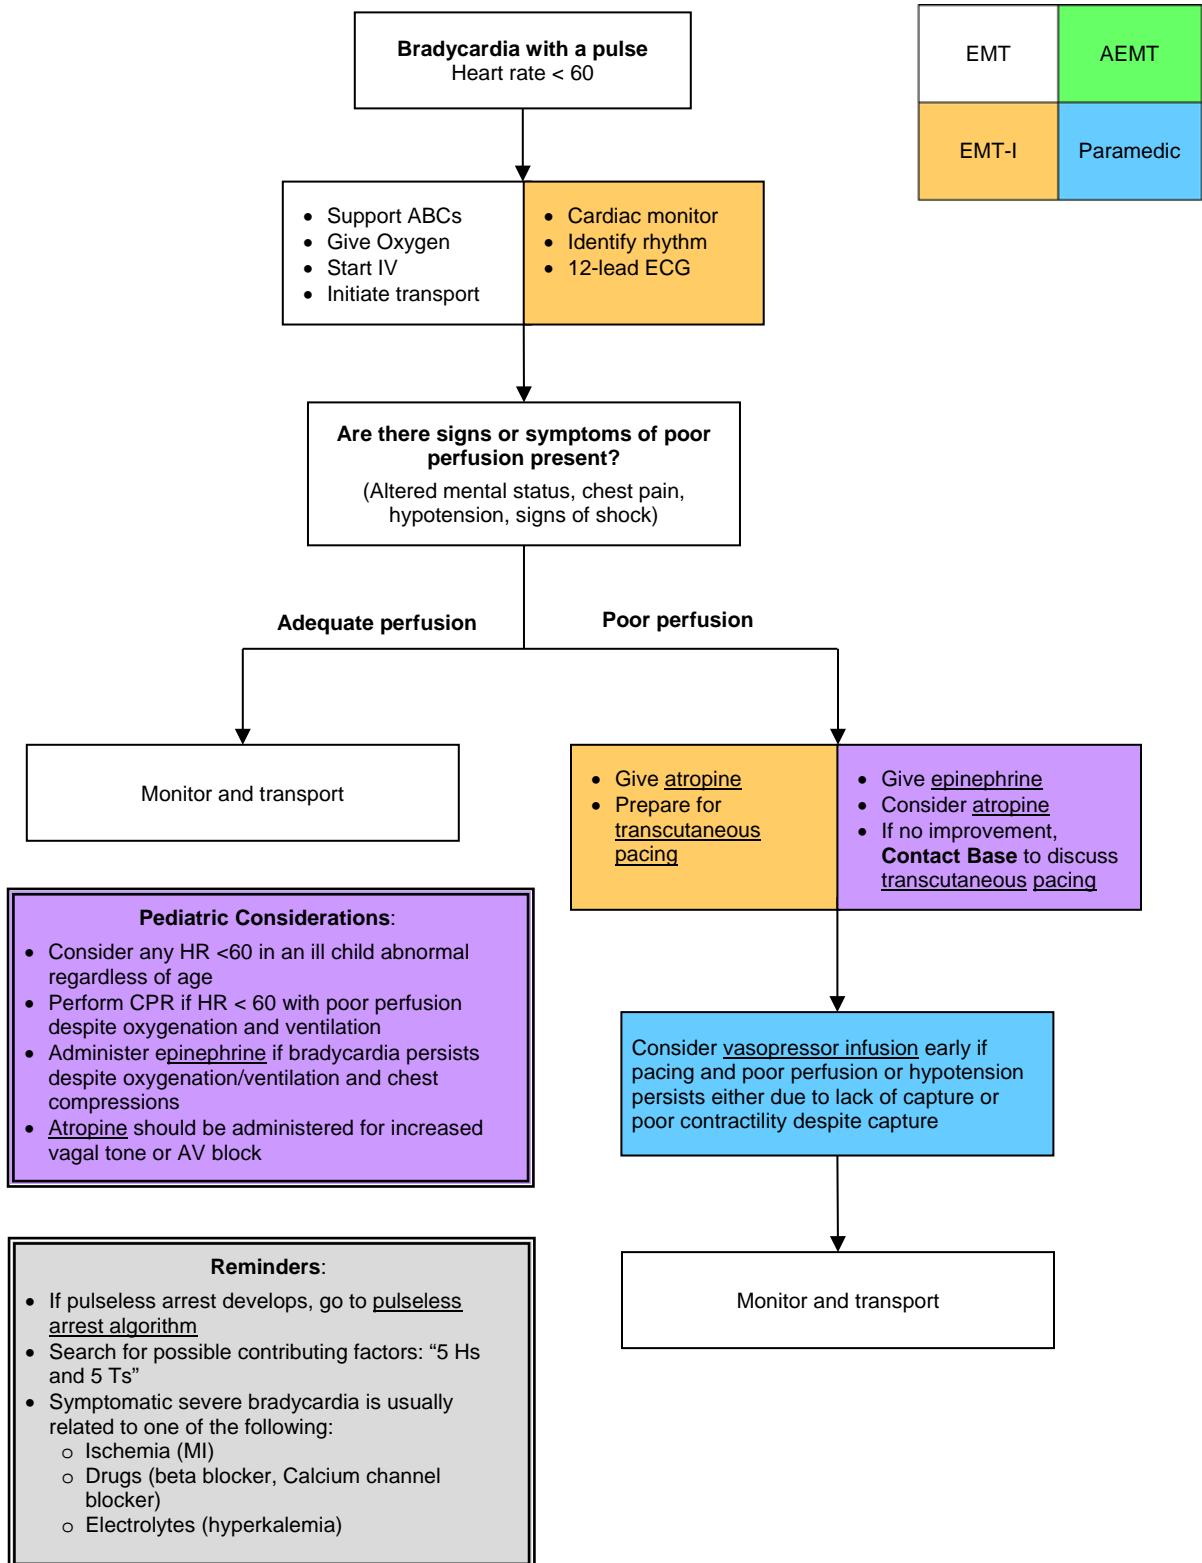 Bradycardia with a pulse
Heart rate < 60
EMT
AEMT
EMT-I
Paramedic
• Support ABCs
• Give Oxygen
• Start IV
• Initiate transport
• Cardiac monitor
• Identify rhythm
• 12-lead ECG
Are there signs or symptoms of poor
perfusion present?
(Altered mental status, chest pain,
hypotension, signs of shock)
Adequate perfusion
Poor perfusion
Monitor and transport
• Give atropine
• Prepare for
transcutaneous
pacing
• Give epinephrine
• Consider atropine
• If no improvement,
Contact Base to discuss
transcutaneous pacing
Pediatric Considerations:
• Consider any HR <60 in an ill child abnormal
regardless of age
• Perform CPR if HR < 60 with poor perfusion
despite oxygenation and ventilation
• Administer epinephrine if bradycardia persists
despite oxygenation/ventilation and chest
compressions
• Atropine should be administered for increased
vagal tone or AV block
Consider vasopressor infusion early if
pacing and poor perfusion or hypotension
persists either due to lack of capture or
poor contractility despite capture
Monitor and transport
Reminders:
• If pulseless arrest develops, go to pulseless
arrest algorithm
• Search for possible contributing factors: “5 Hs
and 5 Ts”
• Symptomatic severe bradycardia is usually
related to one of the following:
o Ischemia (MI)
o Drugs (beta blocker, Calcium channel
blocker)
o Electrolytes (hyperkalemia)